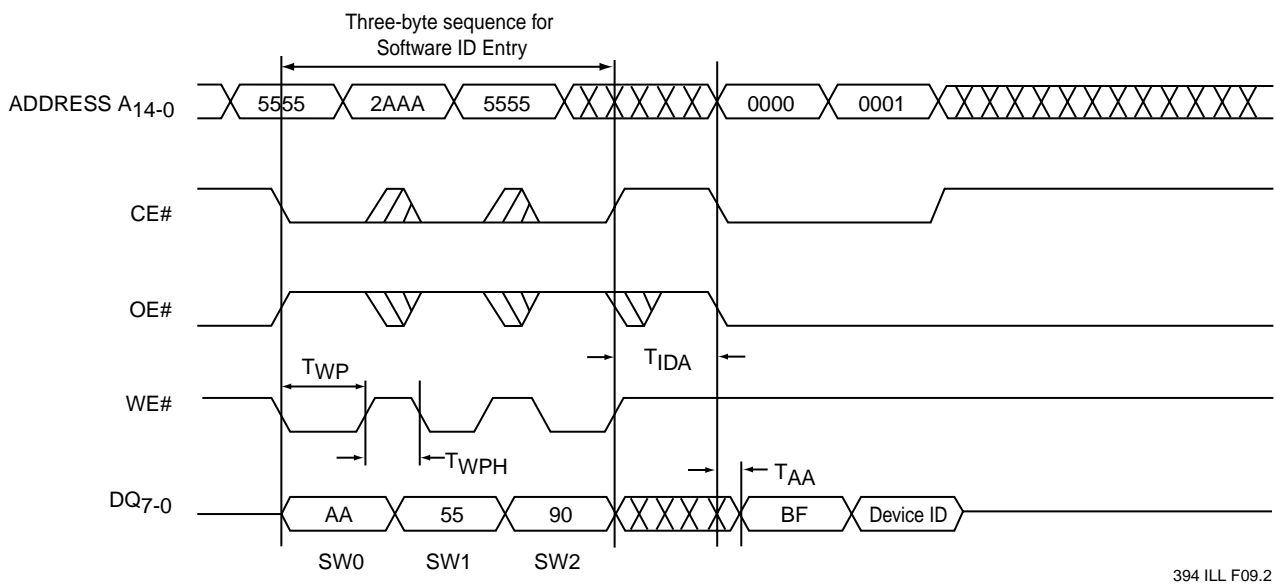 Three-byte sequence for
Software ID Entry
ADDRESS A14-0
5555 2AAA 5555 0000 0001
CE#
OE#
TIDA
TWP
WE#
TWPH
TAA
DQ7-0
AA 55 90 BF Device ID
SW0 SW1 SW2
394 ILL F09.2